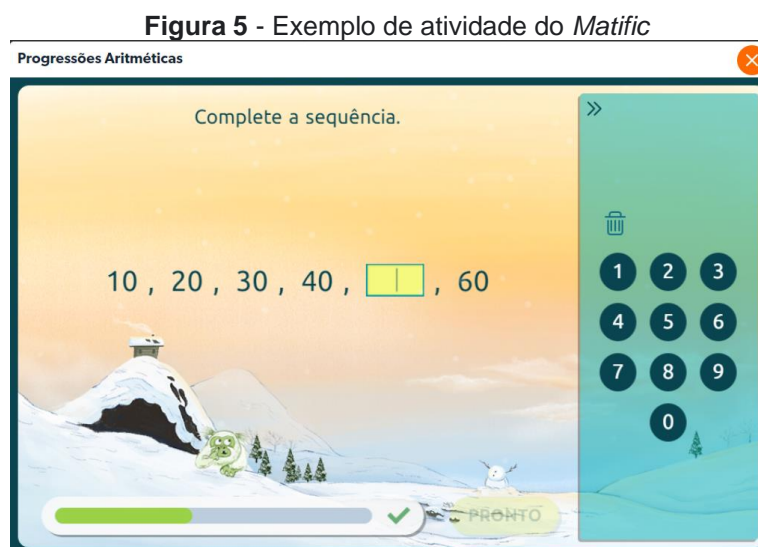 Figura 5 - Exemplo de atividade do Matific
Progressões Aritméticas
Complete a sequência.
10 , 20 , 30 , 40 , , 60
1 2 3
4 5 6
7 8 9
0
PRONTO